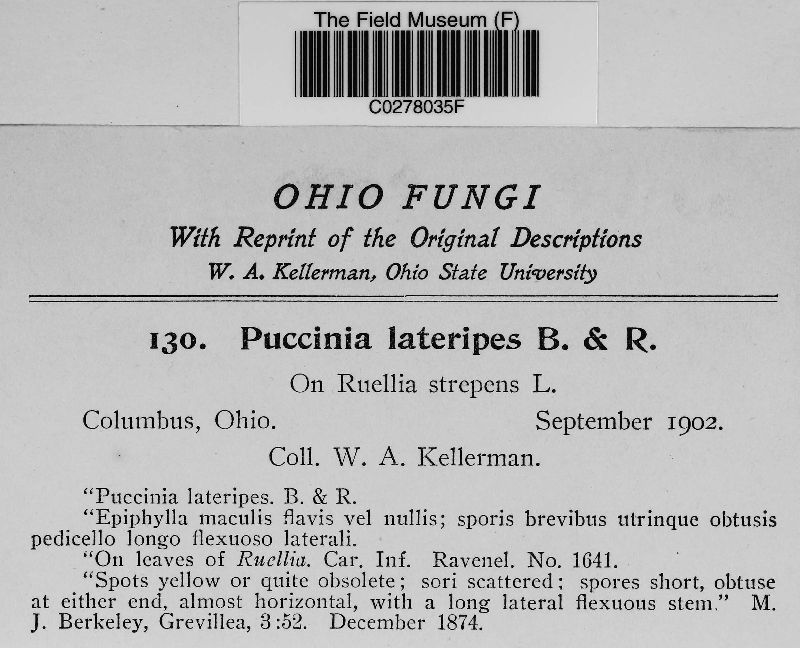 The Field Museum (F)
C0278035F
OHIO FUNGI
With Reprint of the Original Descriptions
W. A. Kellerman, Ohio State University
130. Puccinia lateripes B. & R.
On Ruellia strepens L.
Columbus, Ohio. September 1902.
Coll. W. A. Kellerman.
“Puccinia lateripes. B. & R.
“Epiphylla maculis flavis vel nullis; sporis brevibus utrinque obtusis
pedicello longo flexuoso laterali.
“On leaves of Ruellia. Car. Inf. Ravenel. No. 1641.
“Spots yellow or quite obsolete; sori scattered; spores short, obtuse
at either end, almost horizontal, with a long lateral flexuous stem.” M.
J. Berkeley, Grevillea, 3:52. December 1874.